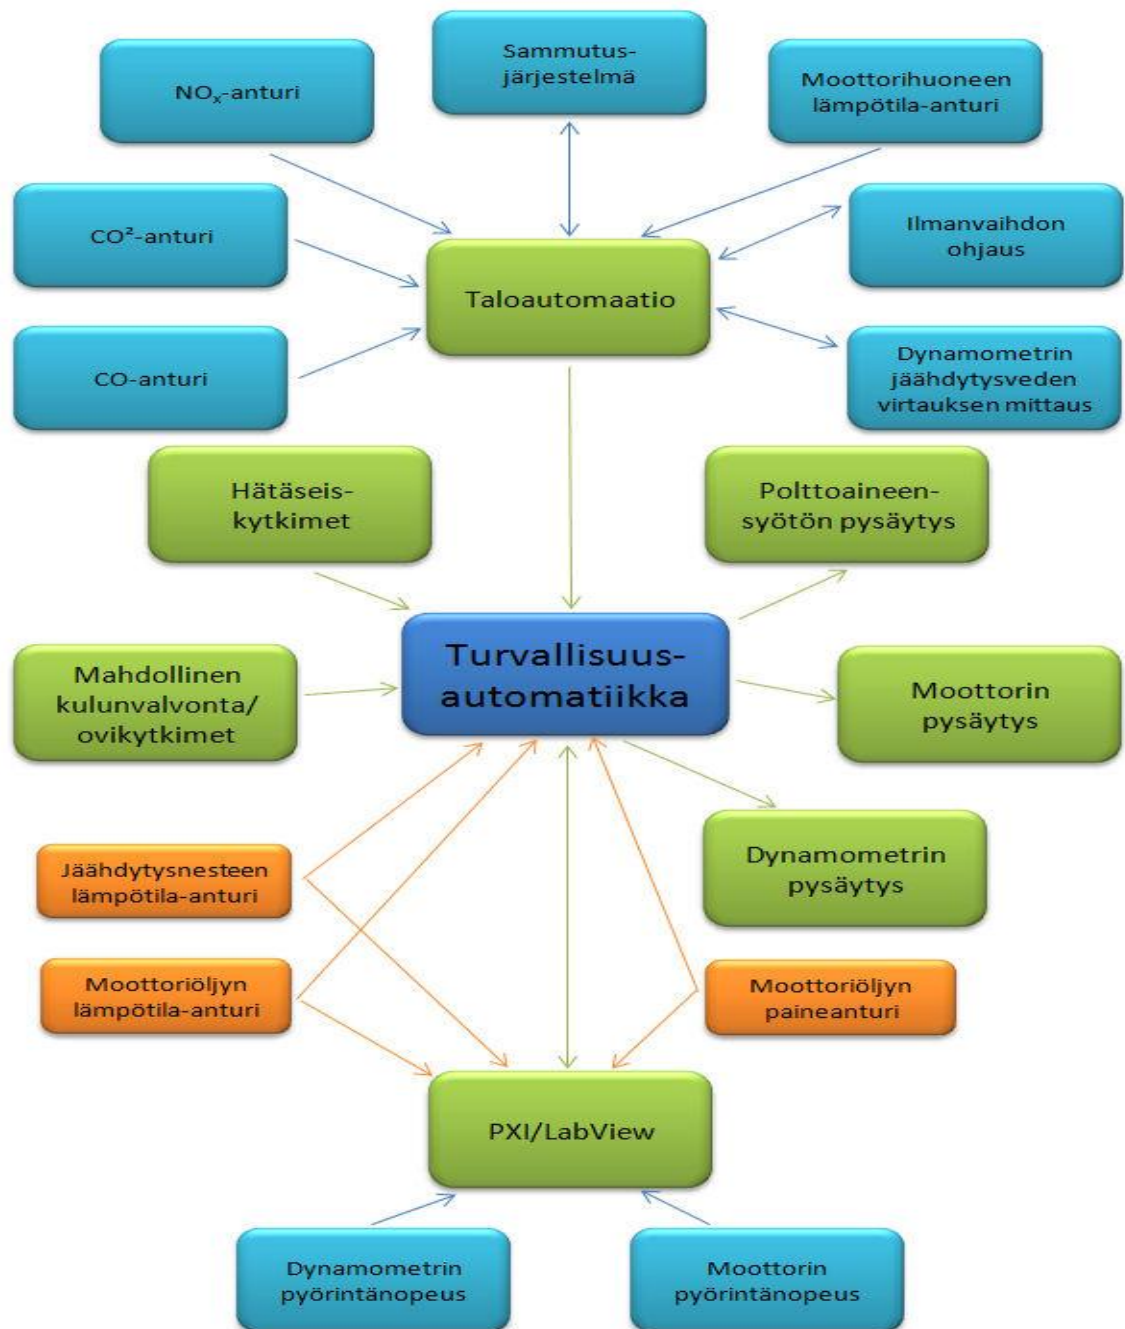 Sammutus-
järjestelmä
NOₓ-anturi
Moottorihuoneen
lämpötila-anturi
CO²-anturi
Ilmanvaihdon
ohjaus
Taloautomaatio
CO-anturi
Dynamometrin
jäähdytysveden
virtauksen mittaus
Hätäseis-
kytkimet
Polttoaineen-
syötön pysäytys
Turvallisuus-
automatiikka
Mahdollinen
kulunvalvonta/
ovikytkimet
Moottorin
pysäytys
Dynamometrin
pysäytys
Jäähdytysnesteen
lämpötila-anturi
Moottoriöljyn
lämpötila-anturi
Moottoriöljyn
paineanturi
PXI/LabView
Dynamometrin
pyörintänopeus
Moottorin
pyörintänopeus